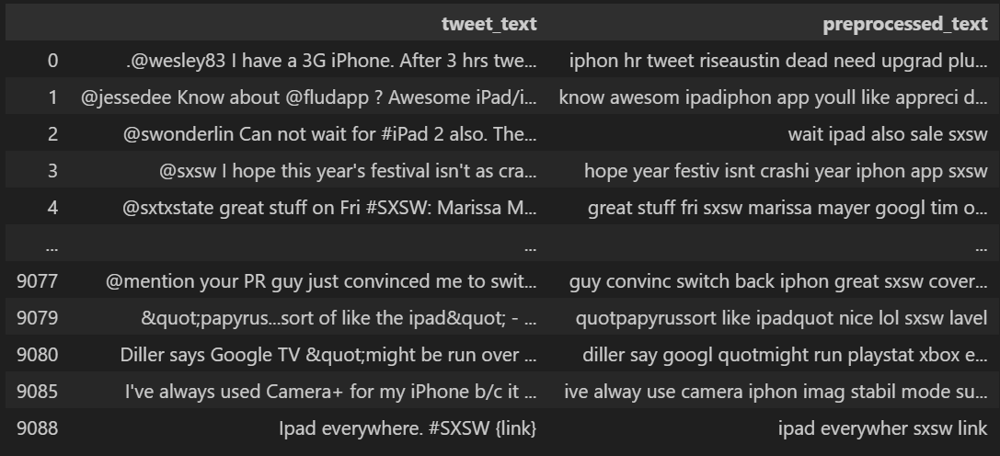 tweet_text preprocessed_text
0 .@wesley83 I have a 3G iPhone. After 3 hrs twe... iphon hr tweet riseaustin dead need upgrad plu...
1 @jessedee Know about @fludapp ? Awesome iPad/i... know awesom ipadiphon app youll like appreci d...
2 @swonderlin Can not wait for #iPad 2 also. The... wait ipad also sale sxsw
3 @sxsw I hope this year's festival isn't as cra... hope year festiv isnt crashi year iphon app sxsw
4 @sxtxstate great stuff on Fri #SXSW: Marissa M... great stuff fri sxsw marissa mayer googl tim o...
... ... ...
9077 @mention your PR guy just convinced me to swit... guy convinc switch back iphon great sxsw cover...
9079 &quot;papyrus...sort of like the ipad&quot; - ... quotpapyrussort like ipadquot nice lol sxsw lavel
9080 Diller says Google TV &quot;might be run over ... diller say googl quotmight run playstat xbox e...
9085 I've always used Camera+ for my iPhone b/c it ... ive alway use camera iphon imag stabil mode su...
9088 Ipad everywhere. #SXSW {link} ipad everywher sxsw link